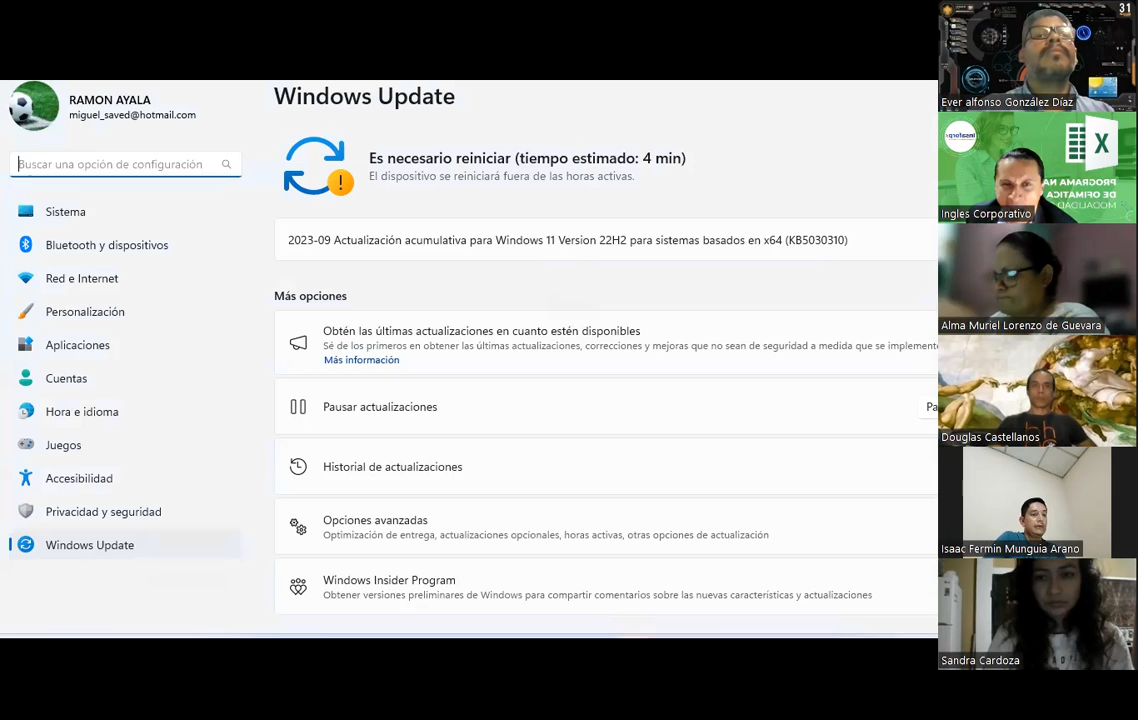 RAMON AYALA
miguel_saved@hotmail.com
Buscar una opción de configuración
Sistema
Bluetooth y dispositivos
Red e Internet
Personalización
Aplicaciones
Cuentas
Hora e idioma
Juegos
Accesibilidad
Privacidad y seguridad
Windows Update
Windows Update
Es necesario reiniciar (tiempo estimado: 4 min)
El dispositivo se reiniciará fuera de las horas activas.
2023-09 Actualización acumulativa para Windows 11 Version 22H2 para sistemas basados en x64 (KB5030310)
Más opciones
Obtén las últimas actualizaciones en cuanto estén disponibles
Sé de los primeros en obtener las últimas actualizaciones, correcciones y mejoras que no sean de seguridad a medida que se implement
Más información
Pausar actualizaciones
Pa
Historial de actualizaciones
Opciones avanzadas
Optimización de entrega, actualizaciones opcionales, horas activas, otras opciones de actualización
Windows Insider Program
Obtener versiones preliminares de Windows para compartir comentarios sobre las nuevas características y actualizaciones
31
Ever alfonso González Díaz
insaforp
X
PROGRAMA NA
DE OFIMÁTICA
MODALIDAD
Ingles Corporativo
Alma Muriel Lorenzo de Guevara
Douglas Castellanos
Isaac Fermin Munguia Arano
Sandra Cardoza